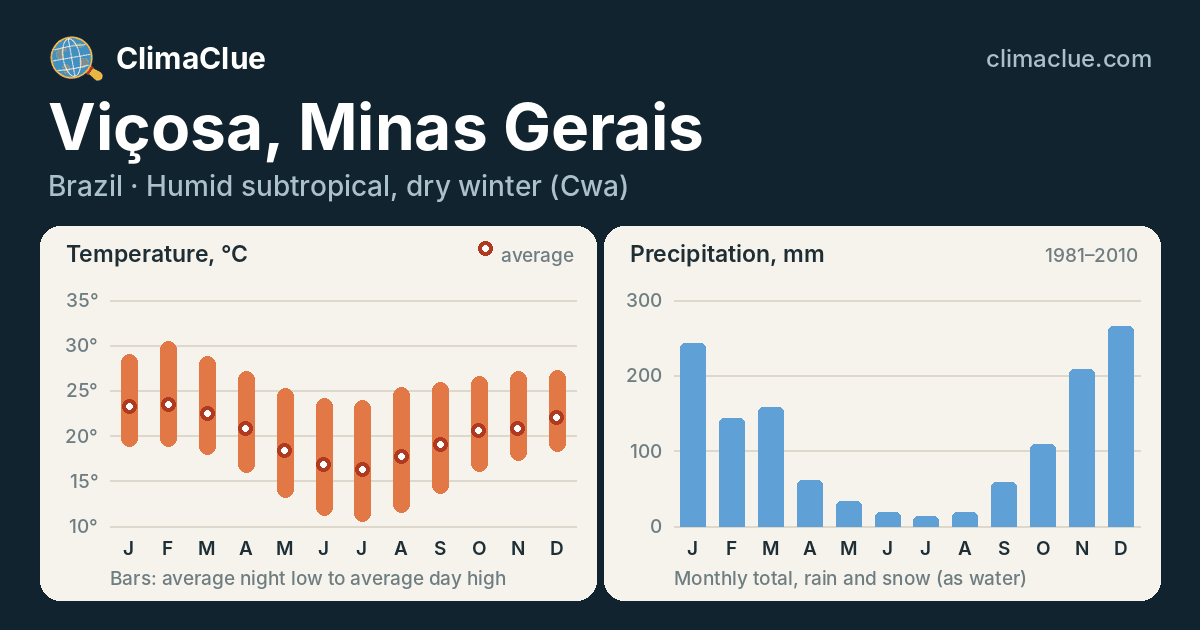 ClimaClue
climaclue.com
Viçosa, Minas Gerais
Brazil · Humid subtropical, dry winter (Cwa)
Temperature, °C
average
35°
30°
25°
20°
15°
10°
J F M A M J J A S O N D
Bars: average night low to average day high
Precipitation, mm
1981–2010
300
200
100
0
J F M A M J J A S O N D
Monthly total, rain and snow (as water)